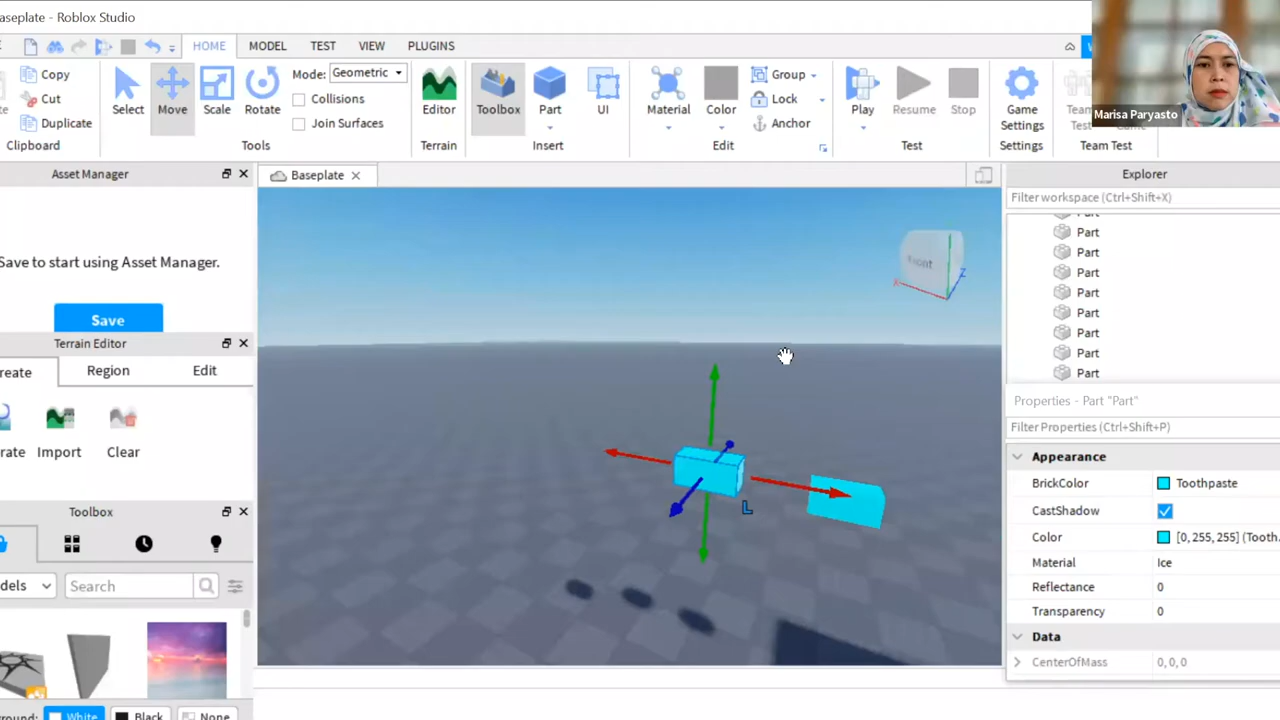 aseplate - Roblox Studio
HOME MODEL TEST VIEW PLUGINS
Copy
Cut
Duplicate
Clipboard
Select
Move
Scale
Rotate
Mode: Geometric
Collisions
Join Surfaces
Tools
Editor
Terrain
Toolbox
Part
UI
Insert
Material
Color
Group
Lock
Anchor
Edit
Play
Resume
Stop
Test
Game
Settings
Settings
Team Test
Marisa Paryasto
Asset Manager
Save to start using Asset Manager.
Save
Terrain Editor
reate Region Edit
rate Import Clear
Toolbox
dels Search
White Black None
Baseplate
Front
X
Z
L
Explorer
Filter workspace (Ctrl+Shift+X)
Part
Part
Part
Part
Part
Part
Part
Part
Part
Properties - Part "Part"
Filter Properties (Ctrl+Shift+P)
Appearance
BrickColor Toothpaste
CastShadow
Color [0, 255, 255] (Tooth.
Material Ice
Reflectance 0
Transparency 0
Data
CenterOfMass 0, 0, 0